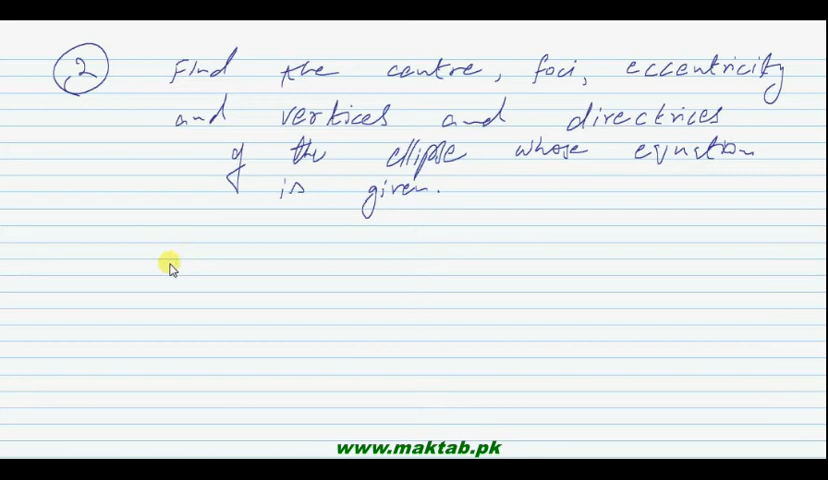 2 Find the centre, foci, eccentricity
and vertices and directrices
of the ellipse whose equation
is given.
www.maktab.pk